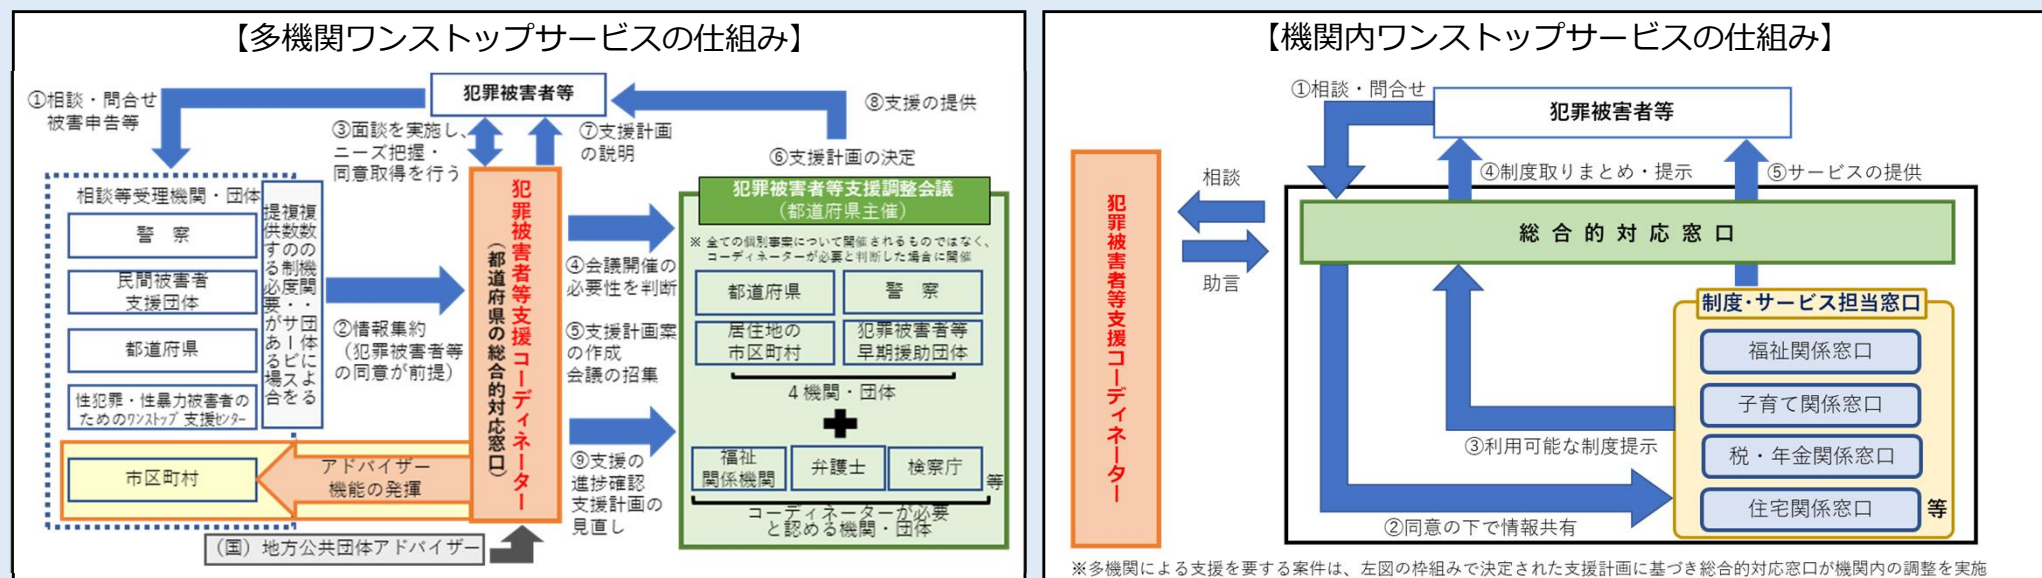 【多機関ワンストップサービスの仕組み】
①相談・問合せ
被害申告等
犯罪被害者等
⑧支援の提供
③面談を実施し、
ニーズ把握・
同意取得を行う
⑦支援計画
の説明
⑥支援計画の決定
相談等受理機関・団体
警 察
民間被害者
支援団体
都道府県
性犯罪・性暴力被害者の
ためのワンストップ支援センター
市区町村
複数の機関・団体による
複数の制度・サービスを
提供する必要がある場合
②情報集約
（犯罪被害者等
の同意が前提）
アドバイザー
機能の発揮
犯罪被害者等支援コーディネーター
（都道府県の総合的対応窓口）
（国）地方公共団体アドバイザー
④会議開催の
必要性を判断
⑤支援計画案
の作成
会議の招集
⑨支援の
進捗確認
支援計画の
見直し
犯罪被害者等支援調整会議
（都道府県主催）
※ 全ての個別事案について開催されるものではなく、
コーディネーターが必要と判断した場合に開催
都道府県
警 察
居住地の
市区町村
犯罪被害者等
早期援助団体
４機関・団体
福祉
関係機関
弁護士
検察庁
等
コーディネーターが必要
と認める機関・団体
【機関内ワンストップサービスの仕組み】
①相談・問合せ
犯罪被害者等
④制度取りまとめ・提示
⑤サービスの提供
犯罪被害者等支援コーディネーター
相談
助言
総合的対応窓口
制度・サービス担当窓口
福祉関係窓口
子育て関係窓口
税・年金関係窓口
住宅関係窓口
等
③利用可能な制度提示
②同意の下で情報共有
※多機関による支援を要する案件は、左図の枠組みで決定された支援計画に基づき総合的対応窓口が機関内の調整を実施